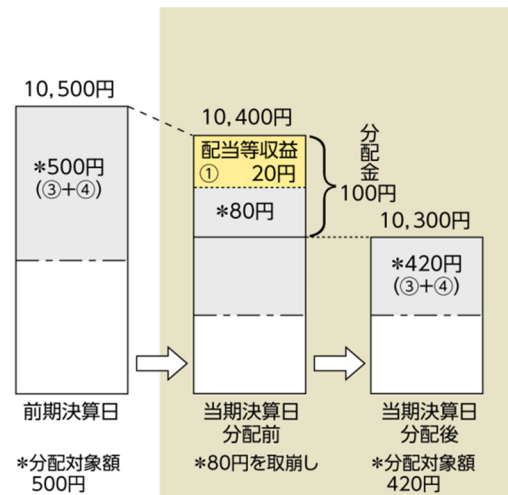 10,500円
*500円
(③+④)
前期決算日
*分配対象額
500円
10,400円
配当等収益
① 20円
*80円
分配金
100円
当期決算日
分配前
*80円を取崩し
10,300円
*420円
(③+④)
当期決算日
分配後
*分配対象額
420円